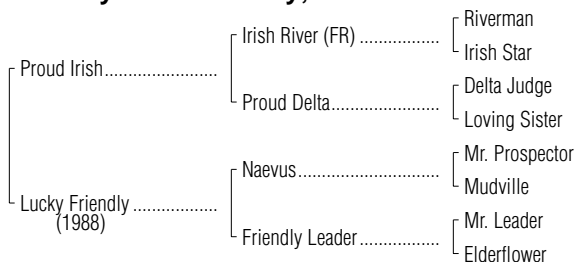 Riverman
Irish River (FR) ....................
Irish Star
Proud Irish............................
Delta Judge
Proud Delta...........................
Loving Sister
Mr. Prospector
Naevus...................................
Mudville
Lucky Friendly .....................
(1988)
Mr. Leader
Friendly Leader ....................
Elderflower